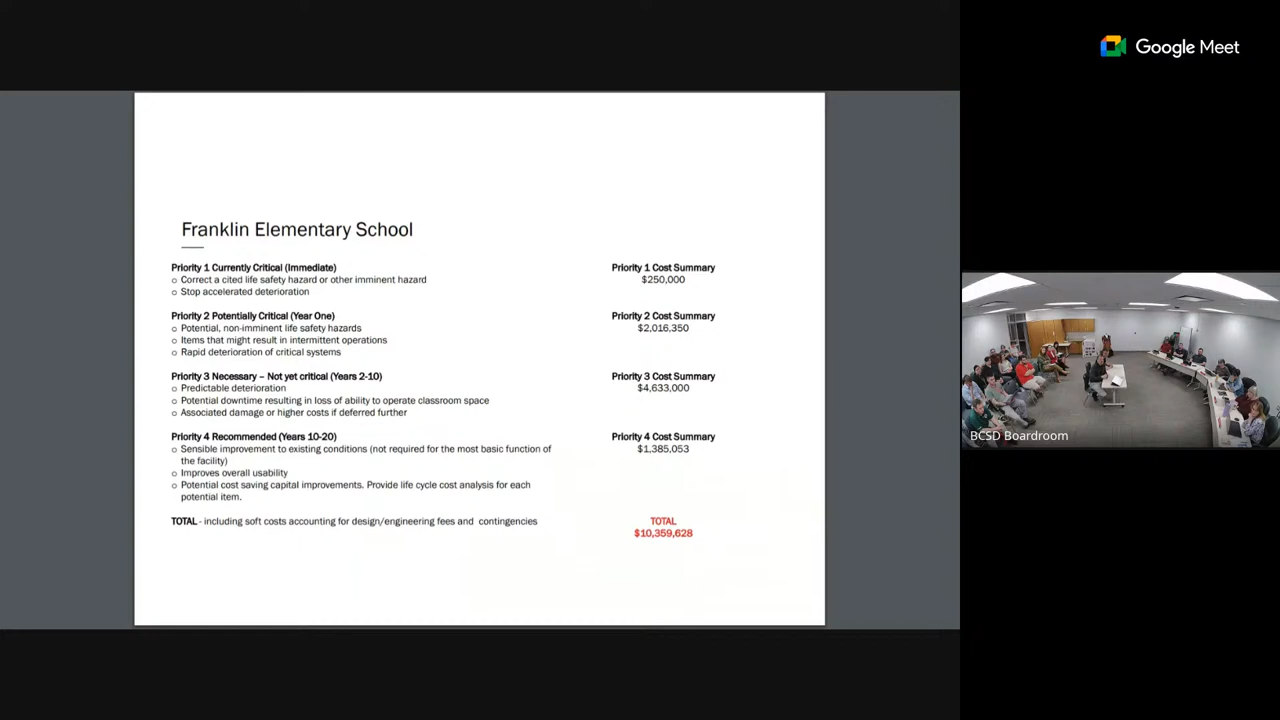 Google Meet
Franklin Elementary School
Priority 1 Currently Critical (Immediate)
o Correct a cited life safety hazard or other imminent hazard
o Stop accelerated deterioration
Priority 1 Cost Summary
$250,000
Priority 2 Potentially Critical (Year One)
o Potential, non-imminent life safety hazards
o Items that might result in intermittent operations
o Rapid deterioration of critical systems
Priority 2 Cost Summary
$2,016,350
Priority 3 Necessary – Not yet critical (Years 2-10)
o Predictable deterioration
o Potential downtime resulting in loss of ability to operate classroom space
o Associated damage or higher costs if deferred further
Priority 3 Cost Summary
$4,633,000
Priority 4 Recommended (Years 10-20)
o Sensible improvement to existing conditions (not required for the most basic function of
the facility)
o Improves overall usability
o Potential cost saving capital improvements. Provide life cycle cost analysis for each
potential item.
Priority 4 Cost Summary
$1,385,053
TOTAL - including soft costs accounting for design/engineering fees and contingencies
TOTAL
$10,359,628
BCSD Boardroom